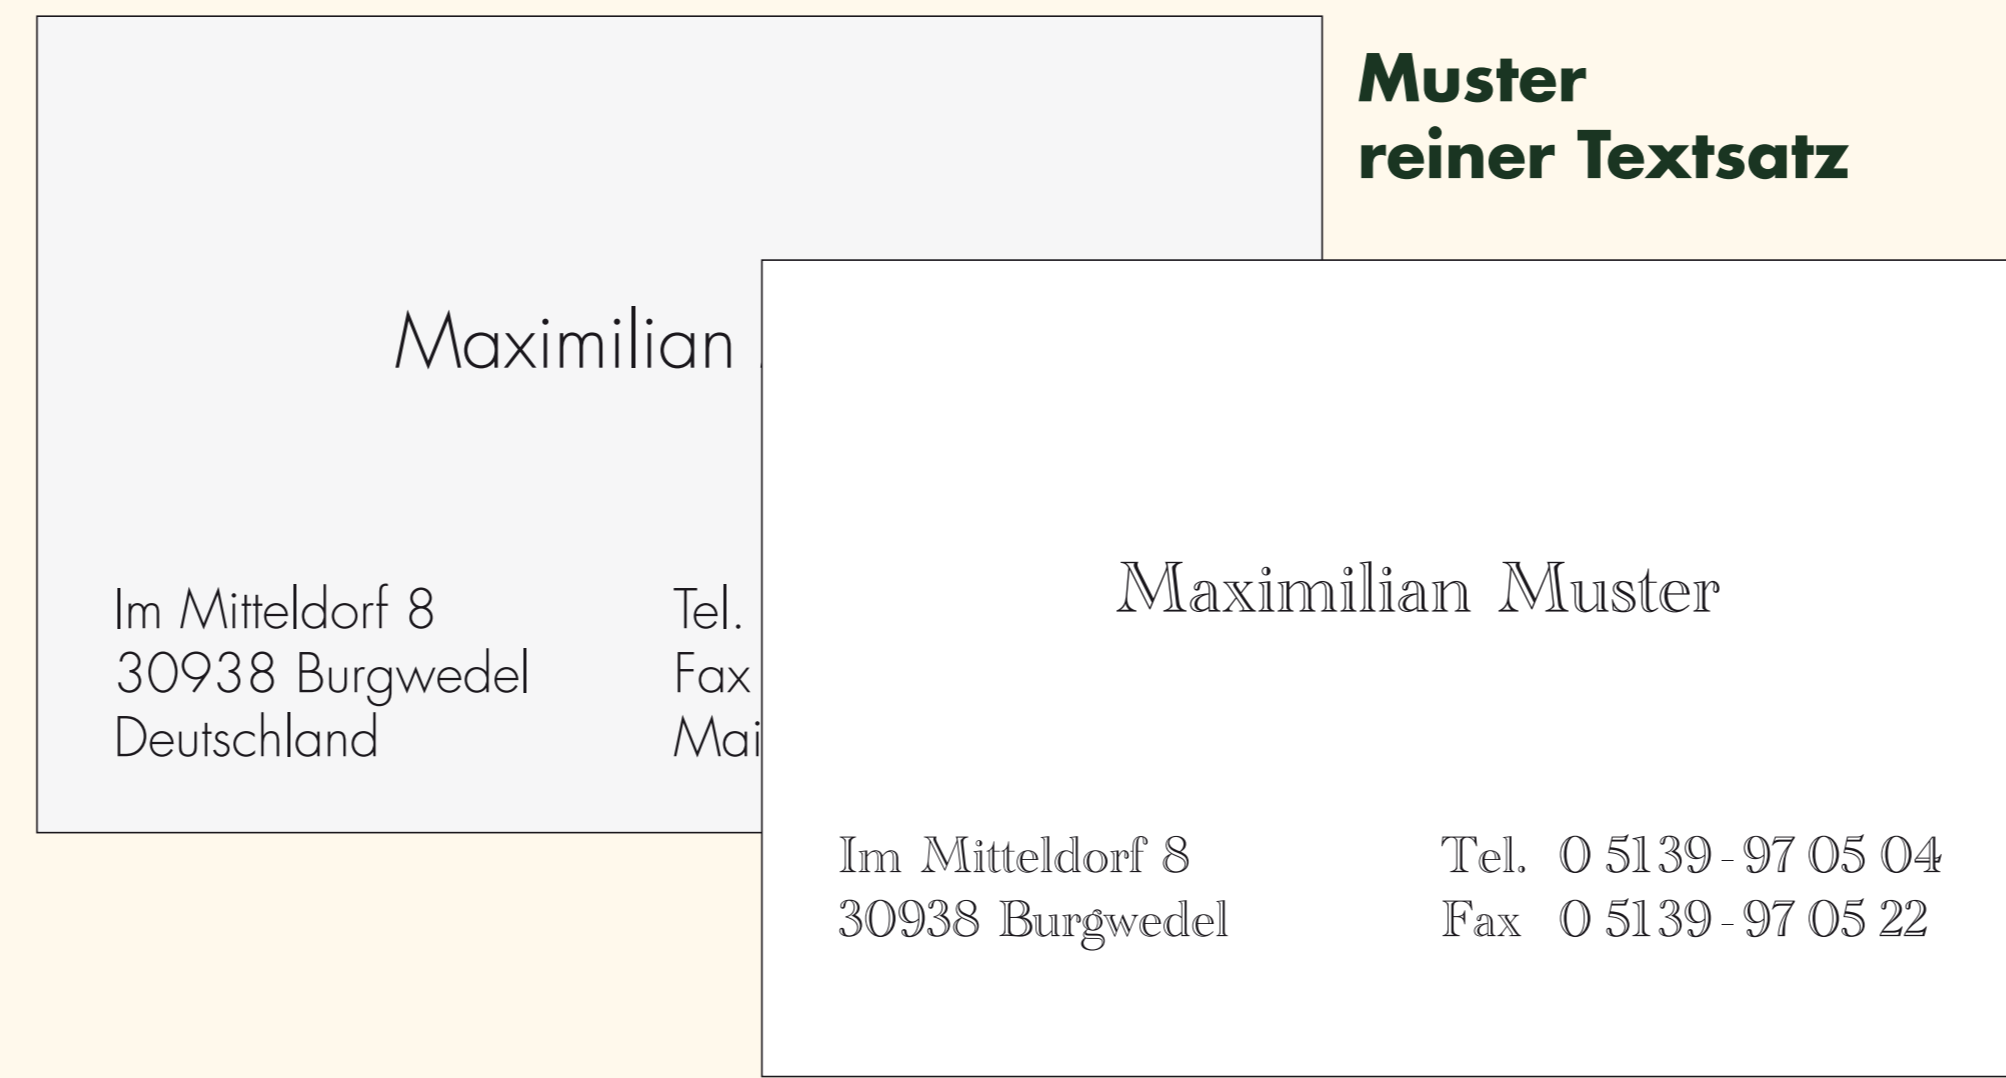 Muster
reiner Textsatz
Maximilian
Im Mitteldorf 8
30938 Burgwedel
Deutschland
Tel.
Fax
Maximilian Muster
Im Mitteldorf 8
30938 Burgwedel
Tel. 0 5139 - 97 05 04
Fax 0 5139 - 97 05 22